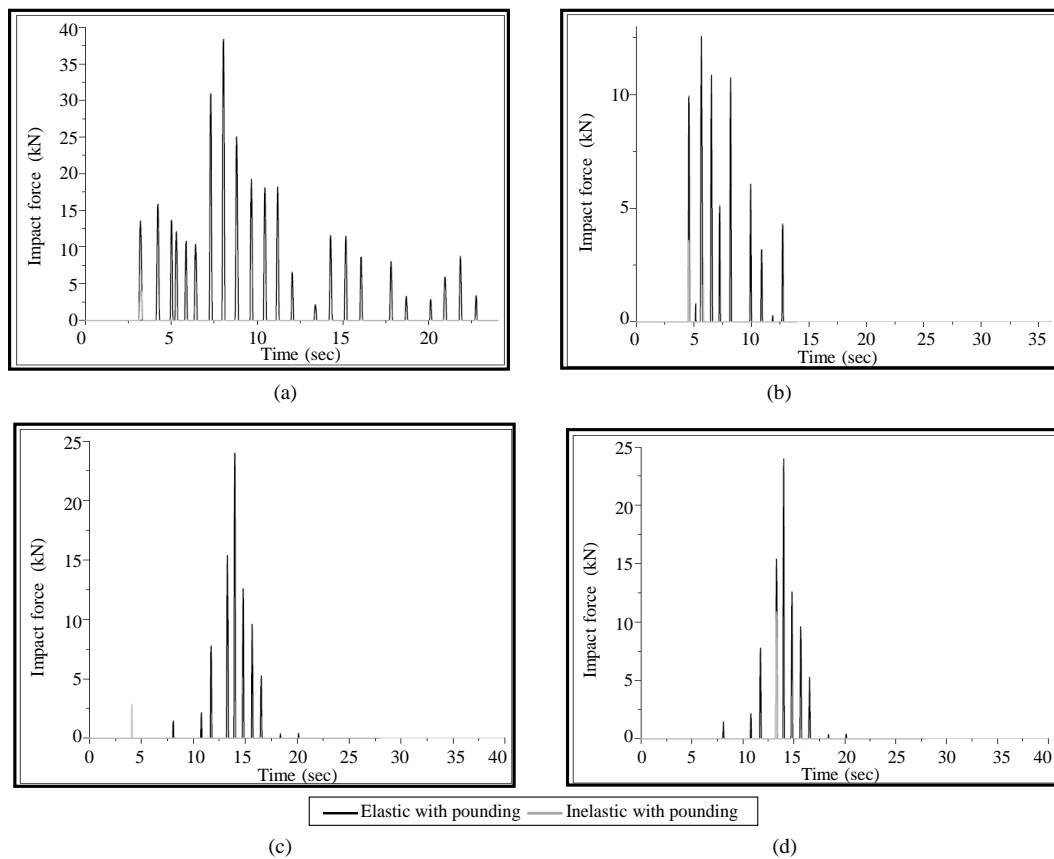 40
35
30
25
20
15
10
5
0
Impact force (kN)
0 5 10 15 20
Time (sec)
(a)
10
5
0
Impact force (kN)
0 5 10 15 20 25 30 35
Time (sec)
(b)
25
20
15
10
5
0
Impact force (kN)
0 5 10 15 20 25 30 35 40
Time (sec)
25
20
15
10
5
0
Impact force (kN)
0 5 10 15 20 25 30 35 40
Time (sec)
Elastic with pounding Inelastic with pounding
(c)
(d)